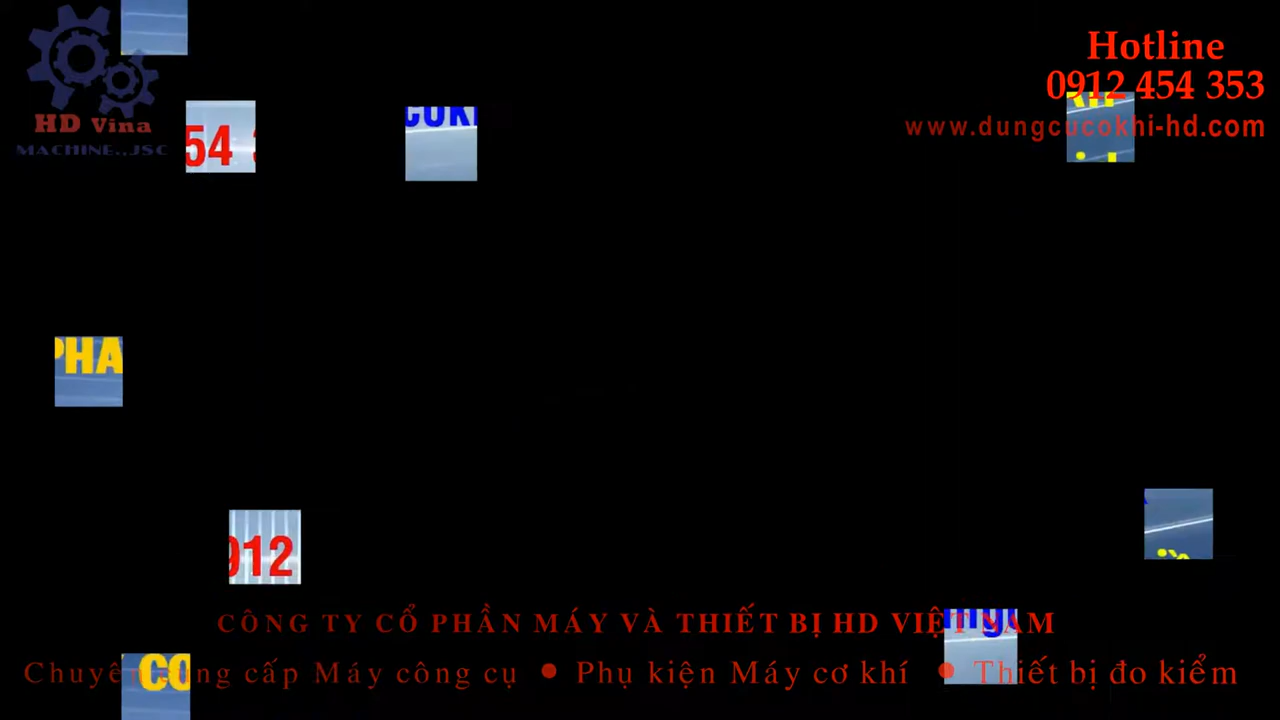 HD Vina
MACHINE.,JSC
Hotline
0912 454 353
www.dungcucokhi-hd.com
54
PHA
912
CÔNG TY CỔ PHẦN MÁY VÀ THIẾT BỊ HD VIỆT NAM
Chuyên cung cấp Máy công cụ ● Phụ kiện Máy cơ khí ● Thiết bị đo kiểm
CO